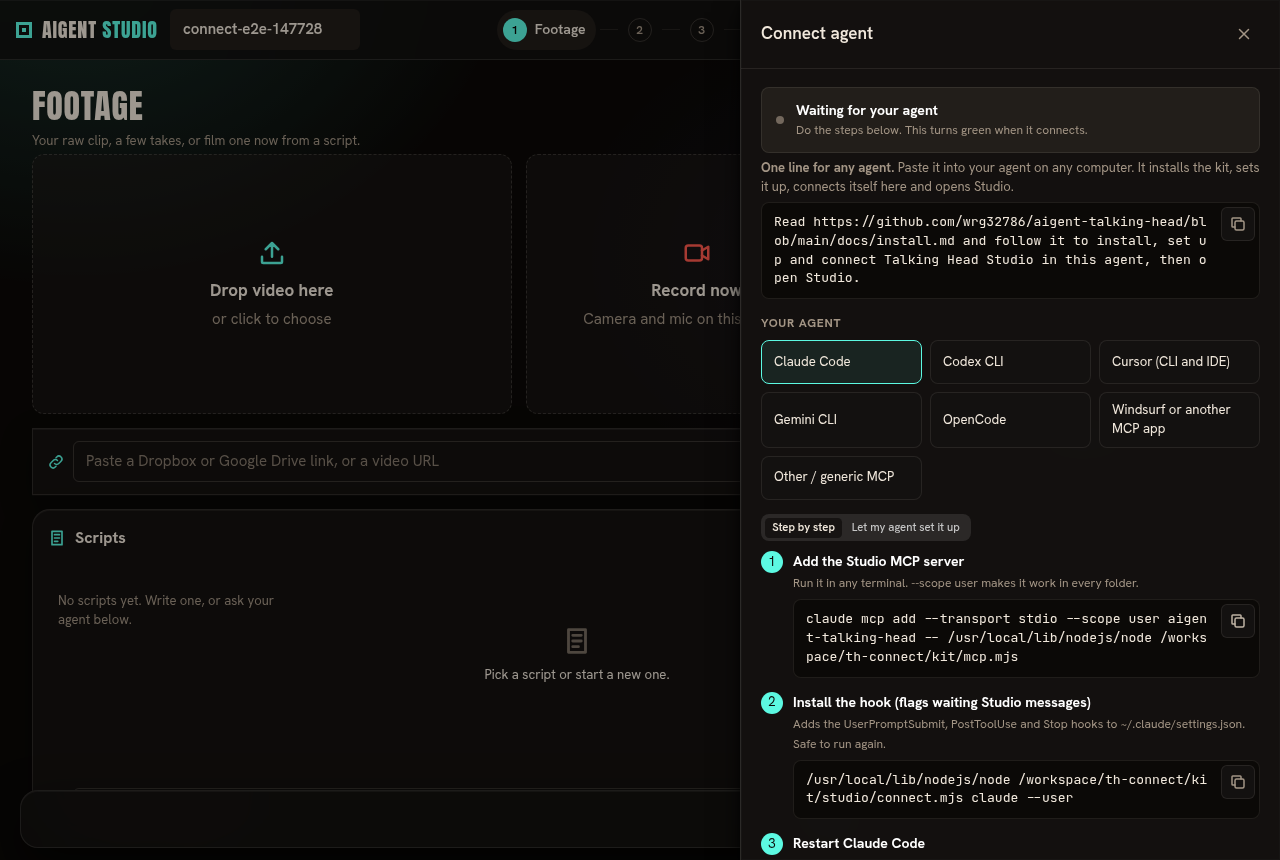 AIGENT STUDIO
connect-e2e-147728
1 Footage 2 3
FOOTAGE
Your raw clip, a few takes, or film one now from a script.
Drop video here
or click to choose
Record now
Camera and mic on this
Paste a Dropbox or Google Drive link, or a video URL
Scripts
No scripts yet. Write one, or ask your
agent below.
Pick a script or start a new one.
Connect agent
Waiting for your agent
Do the steps below. This turns green when it connects.
One line for any agent. Paste it into your agent on any computer. It installs the kit, sets
it up, connects itself here and opens Studio.
Read https://github.com/wrg32786/aigent-talking-head/bl
ob/main/docs/install.md and follow it to install, set u
p and connect Talking Head Studio in this agent, then o
pen Studio.
YOUR AGENT
Claude Code
Codex CLI
Cursor (CLI and IDE)
Gemini CLI
OpenCode
Windsurf or another
MCP app
Other / generic MCP
Step by step
Let my agent set it up
1 Add the Studio MCP server
Run it in any terminal. --scope user makes it work in every folder.
claude mcp add --transport stdio --scope user aigen
t-talking-head -- /usr/local/lib/nodejs/node /works
pace/th-connect/kit/mcp.mjs
2 Install the hook (flags waiting Studio messages)
Adds the UserPromptSubmit, PostToolUse and Stop hooks to ~/.claude/settings.json.
Safe to run again.
/usr/local/lib/nodejs/node /workspace/th-connect/ki
t/studio/connect.mjs claude --user
3 Restart Claude Code